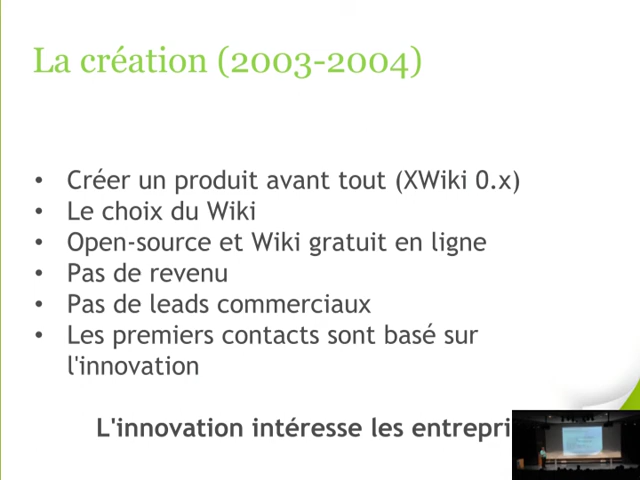 La création (2003-2004)
• Créer un produit avant tout (XWiki 0.x)
• Le choix du Wiki
• Open-source et Wiki gratuit en ligne
• Pas de revenu
• Pas de leads commerciaux
• Les premiers contacts sont basé sur
l'innovation
L'innovation intéresse les